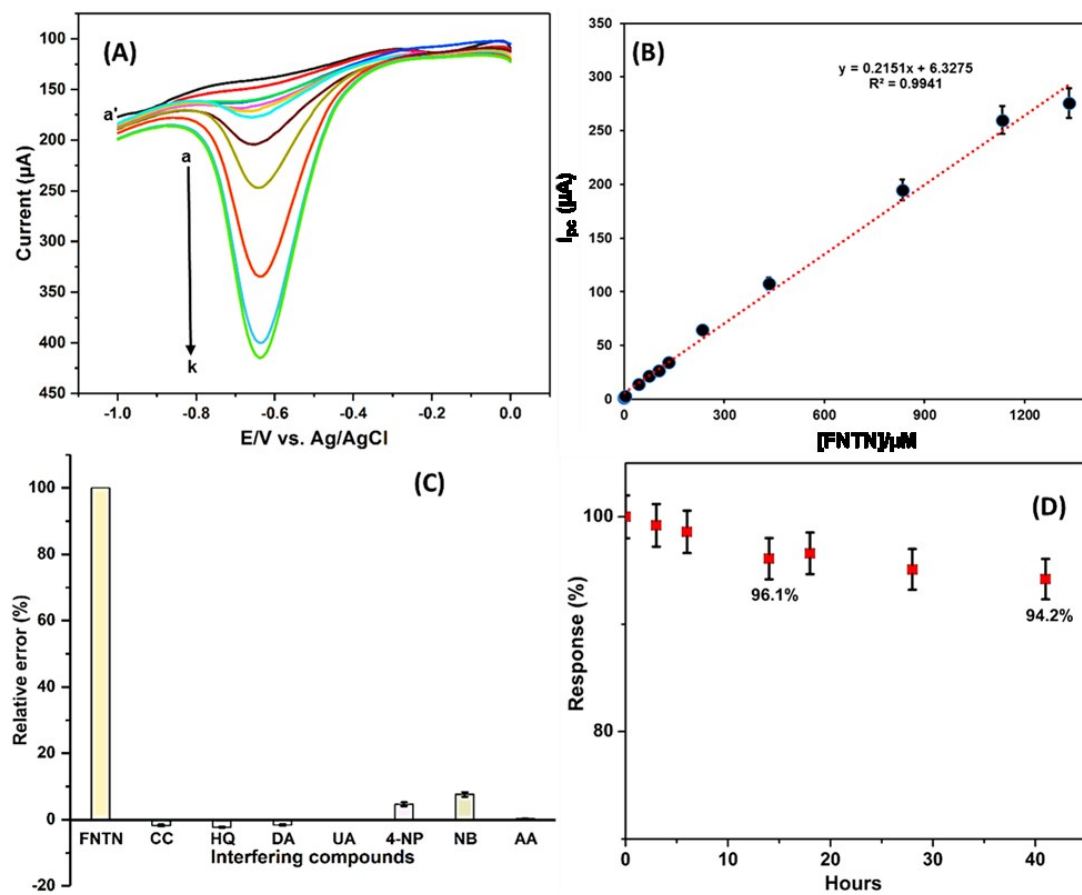 (A)
100
150
200
250
300
350
400
450
Current (µA)
a'
a
k
-1.0
-0.8
-0.6
-0.4
-0.2
0.0
E/V vs. Ag/AgCl
(B)
350
300
250
200
150
100
50
0
Ipc (µA)
y = 0.2151x + 6.3275
R² = 0.9941
0
300
600
900
1200
[FNTN]/µM
(C)
100
80
60
40
20
0
-20
Relative error (%)
FNTN
CC
HQ
DA
UA
4-NP
NB
AA
Interfering compounds
(D)
100
80
Response (%)
96.1%
94.2%
0
10
20
30
40
Hours